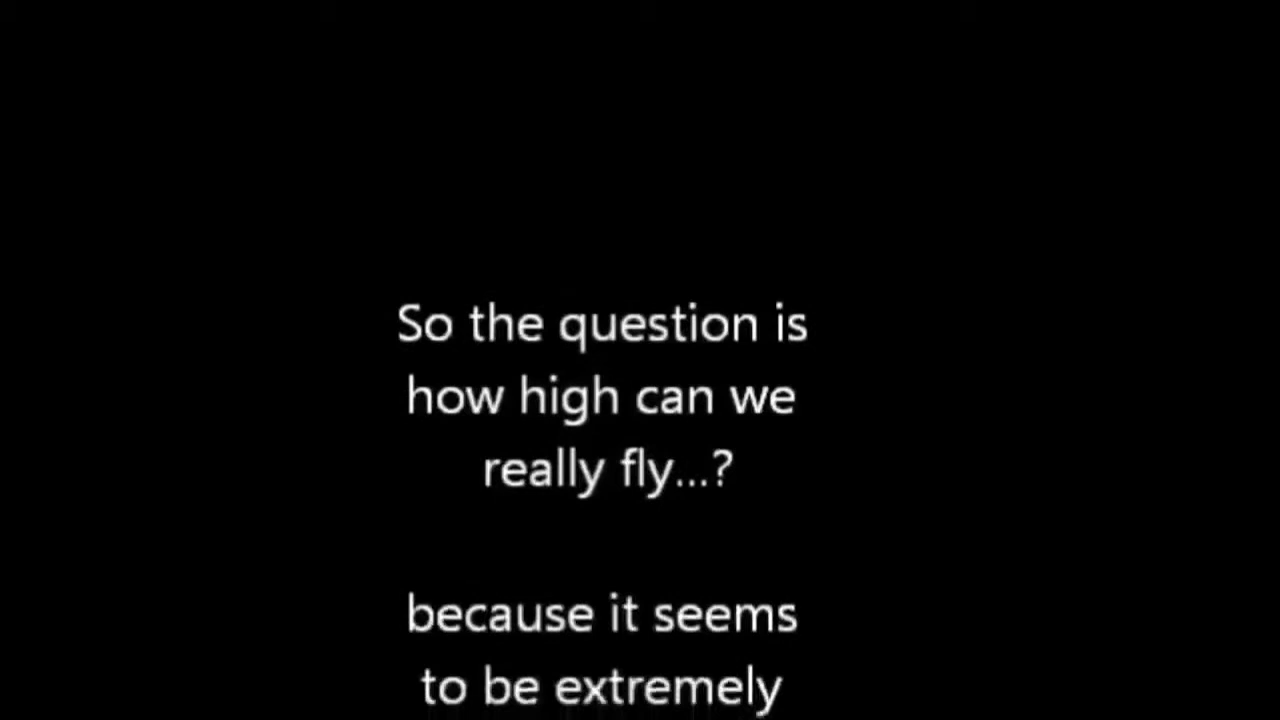 So the question is
how high can we
really fly...?
because it seems
to be extremely